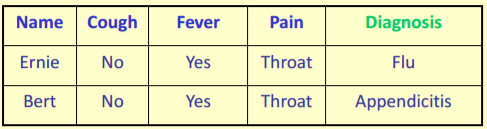 Name Cough Fever Pain Diagnosis
Ernie No Yes Throat Flu
Bert No Yes Throat Appendicitis